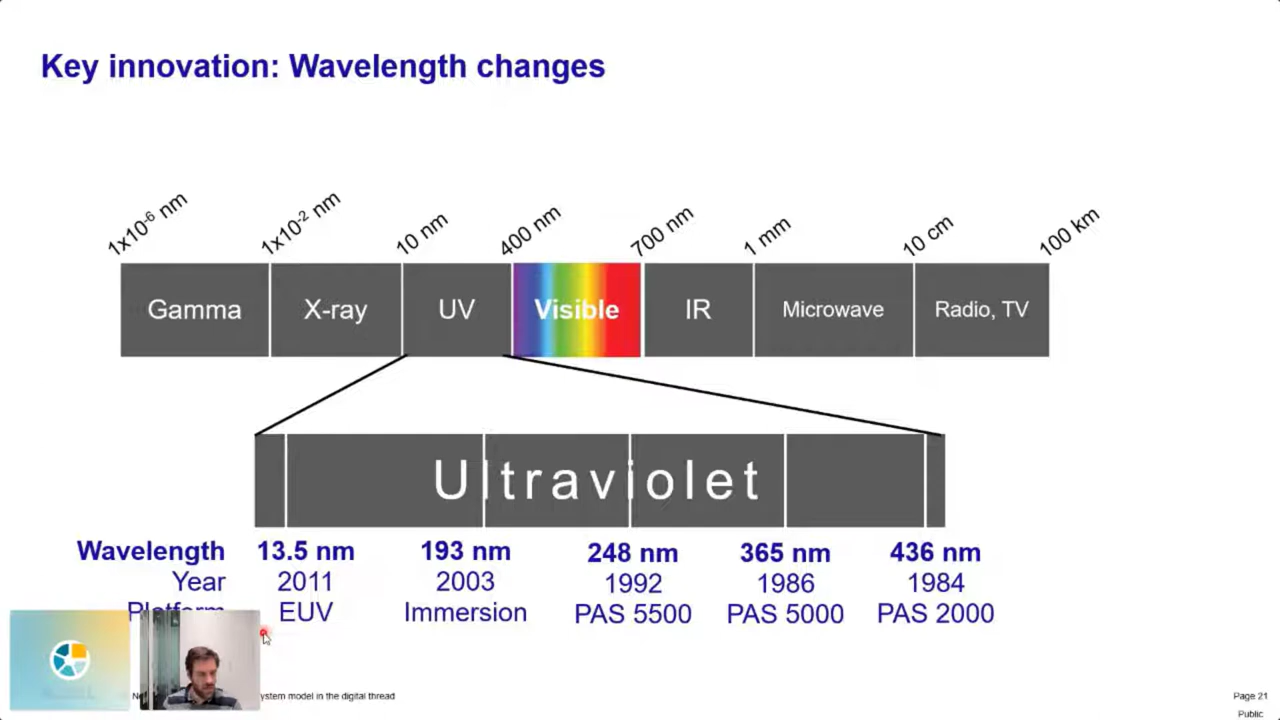 Key innovation: Wavelength changes
1x10-6 nm
1x10-2 nm
10 nm
400 nm
700 nm
1 mm
10 cm
100 km
Gamma
X-ray
UV
Visible
IR
Microwave
Radio, TV
Ultraviolet
Wavelength 13.5 nm 193 nm 248 nm 365 nm 436 nm
Year 2011 2003 1992 1986 1984
Platform EUV Immersion PAS 5500 PAS 5000 PAS 2000
model in the digital thread
Page 21
Public